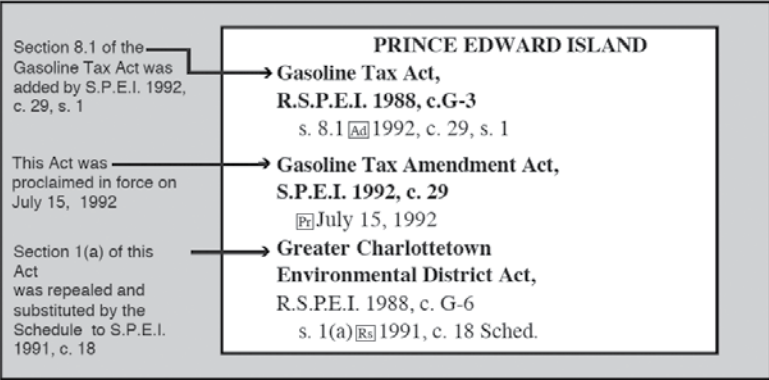 Section 8.1 of the
Gasoline Tax Act was
added by S.P.E.I. 1992,
c. 29, s. 1
This Act was
proclaimed in force on
July 15, 1992
Section 1(a) of this
Act
was repealed and
substituted by the
Schedule to S.P.E.I.
1991, c. 18
PRINCE EDWARD ISLAND
Gasoline Tax Act,
R.S.P.E.I. 1988, c.G-3
s. 8.1 Ad 1992, c. 29, s. 1
Gasoline Tax Amendment Act,
S.P.E.I. 1992, c. 29
Pr July 15, 1992
Greater Charlottetown
Environmental District Act,
R.S.P.E.I. 1988, c. G-6
s. 1(a) Rs 1991, c. 18 Sched.